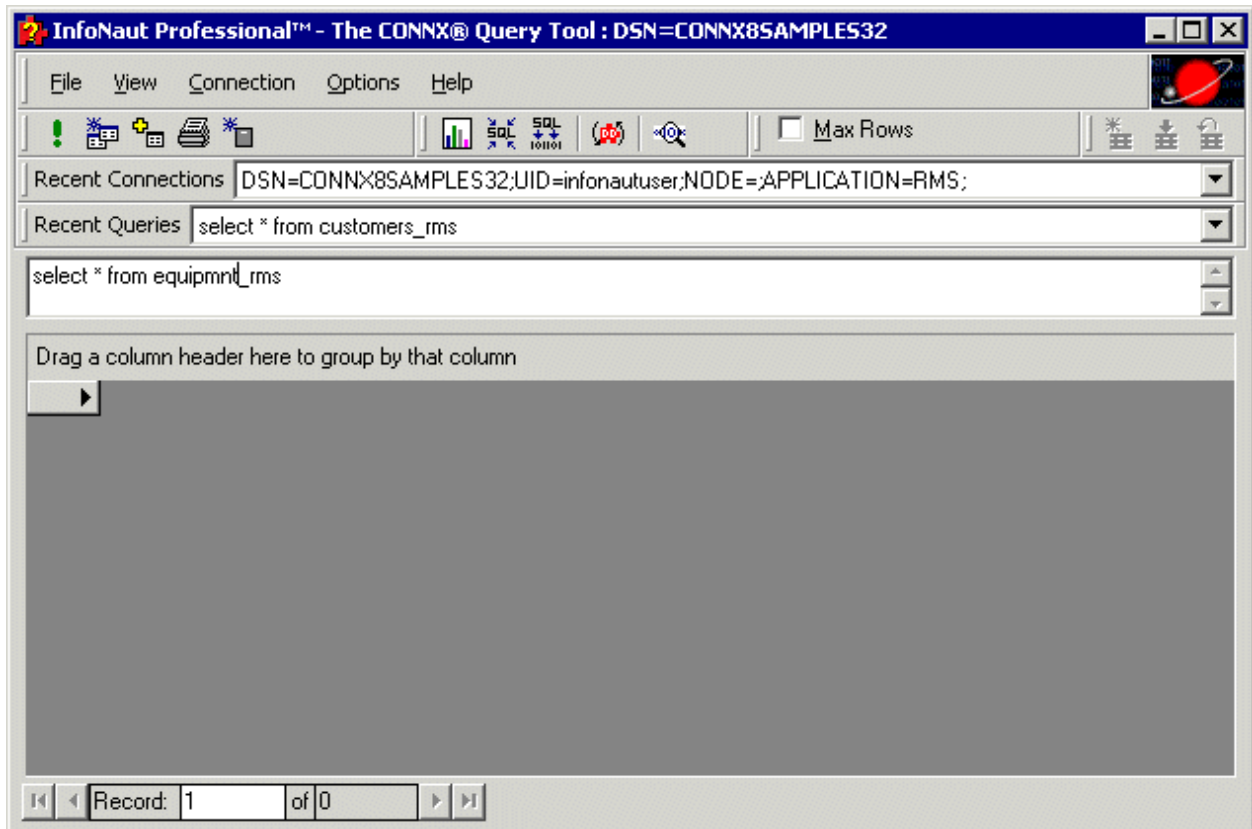 InfoNaut Professional™ - The CONNX® Query Tool : DSN=CONNX8SAMPLES32
File View Connection Options Help
SQL SQL Max Rows
Recent Connections DSN=CONNX8SAMPLES32;UID=infonautuser;NODE=;APPLICATION=RMS;
Recent Queries select * from customers_rms
select * from equipmnt_rms
Drag a column header here to group by that column
Record: 1 of 0